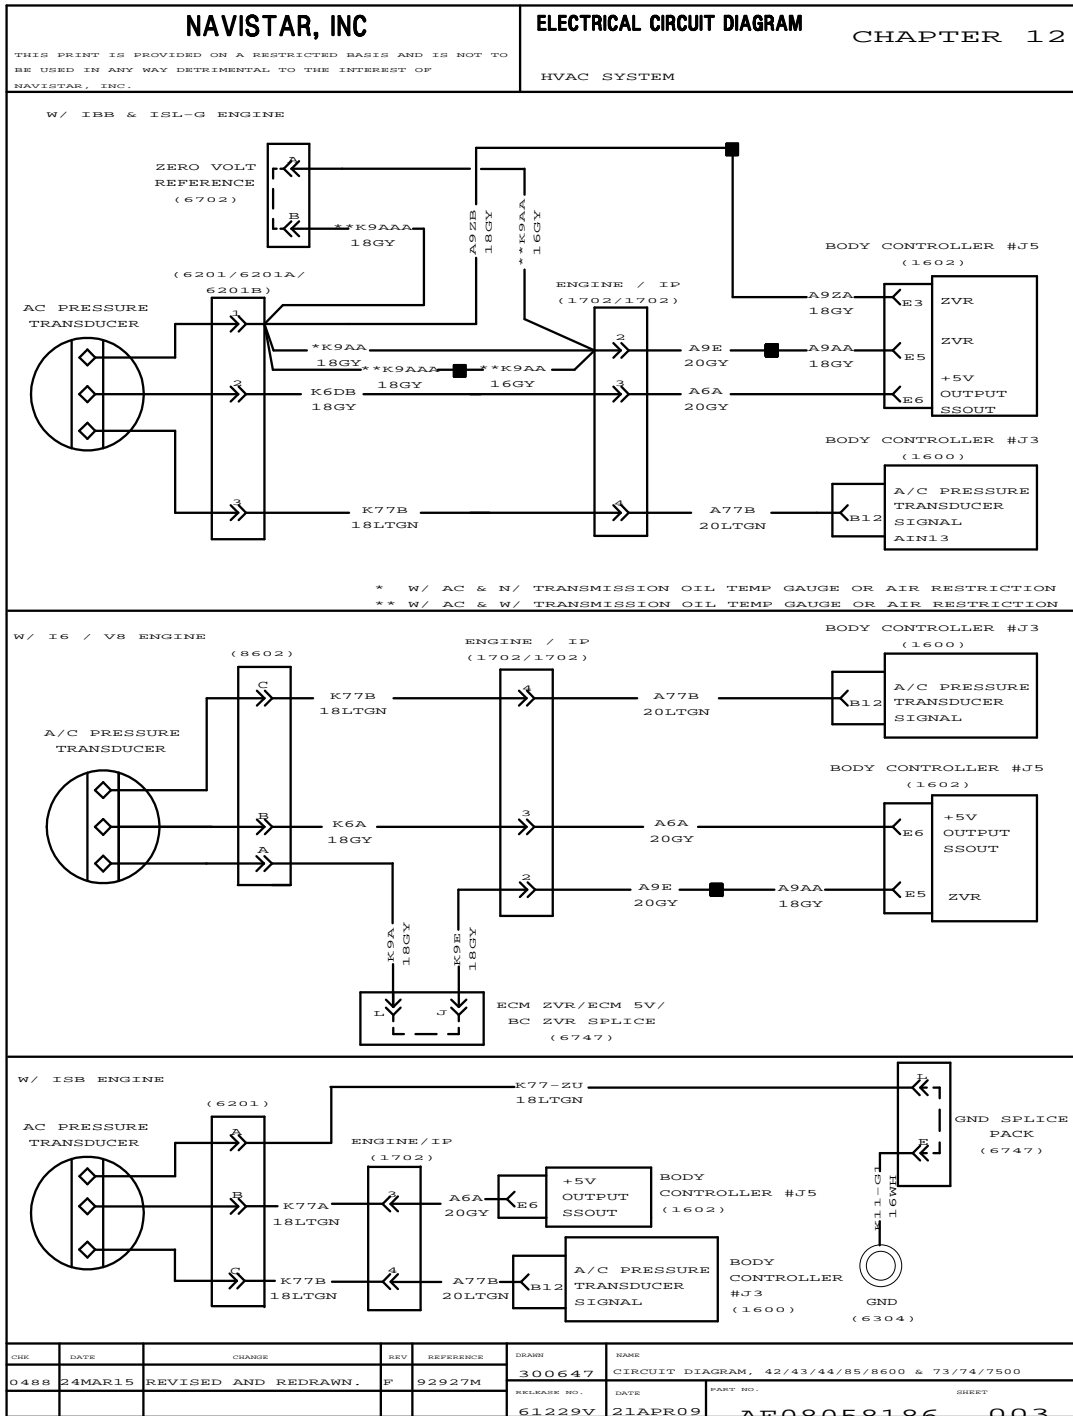 NAVISTAR, INC
THIS PRINT IS PROVIDED ON A RESTRICTED BASIS AND IS NOT TO
BE USED IN ANY WAY DETRIMENTAL TO THE INTEREST OF
NAVISTAR, INC.
ELECTRICAL CIRCUIT DIAGRAM
CHAPTER 12
HVAC SYSTEM
W/ IBB & ISL-G ENGINE
ZERO VOLT
REFERENCE
(6702)
A
B
**K9AAA
18GY
A9ZB
18GY
**K9AA
16GY
(6201/6201A/
6201B)
AC PRESSURE
TRANSDUCER
1
2
3
*K9AA
18GY
**K9AAA
18GY
**K9AA
16GY
K6DB
18GY
K77B
18LTGN
ENGINE / IP
(1702/1702)
2
3
4
A9E
20GY
A9AA
18GY
A6A
20GY
A77B
20LTGN
A9ZA
18GY
BODY CONTROLLER #J5
(1602)
E3
ZVR
E5
ZVR
E6
+5V
OUTPUT
SSOUT
BODY CONTROLLER #J3
(1600)
B12
A/C PRESSURE
TRANSDUCER
SIGNAL
AIN13
* W/ AC & N/ TRANSMISSION OIL TEMP GAUGE OR AIR RESTRICTION
** W/ AC & W/ TRANSMISSION OIL TEMP GAUGE OR AIR RESTRICTION
W/ I6 / V8 ENGINE
(8602)
ENGINE / IP
(1702/1702)
BODY CONTROLLER #J3
(1600)
C
K77B
18LTGN
4
A77B
20LTGN
B12
A/C PRESSURE
TRANSDUCER
SIGNAL
A/C PRESSURE
TRANSDUCER
BODY CONTROLLER #J5
(1602)
B
K6A
18GY
3
A6A
20GY
E6
+5V
OUTPUT
SSOUT
A
2
A9E
20GY
A9AA
18GY
E5
ZVR
K9A
18GY
K9E
18GY
L
J
ECM ZVR/ECM 5V/
BC ZVR SPLICE
(6747)
W/ ISB ENGINE
(6201)
AC PRESSURE
TRANSDUCER
A
B
C
K77-ZU
18LTGN
ENGINE/IP
(1702)
K77A
18LTGN
3
A6A
20GY
E6
+5V
OUTPUT
SSOUT
BODY
CONTROLLER #J5
(1602)
K77B
18LTGN
4
A77B
20LTGN
B12
A/C PRESSURE
TRANSDUCER
SIGNAL
BODY
CONTROLLER
#J3
(1600)
L
E
GND SPLICE
PACK
(6747)
K11-G1
16WH
GND
(6304)
CHK DATE CHANGE REV REFERENCE
0488 24MAR15 REVISED AND REDRAWN. F 92927M
DRAWN
300647
NAME
CIRCUIT DIAGRAM, 42/43/44/85/8600 & 73/74/7500
RELEASE NO.
61229V
DATE
21APR09
PART NO.
AE08058186
SHEET
003